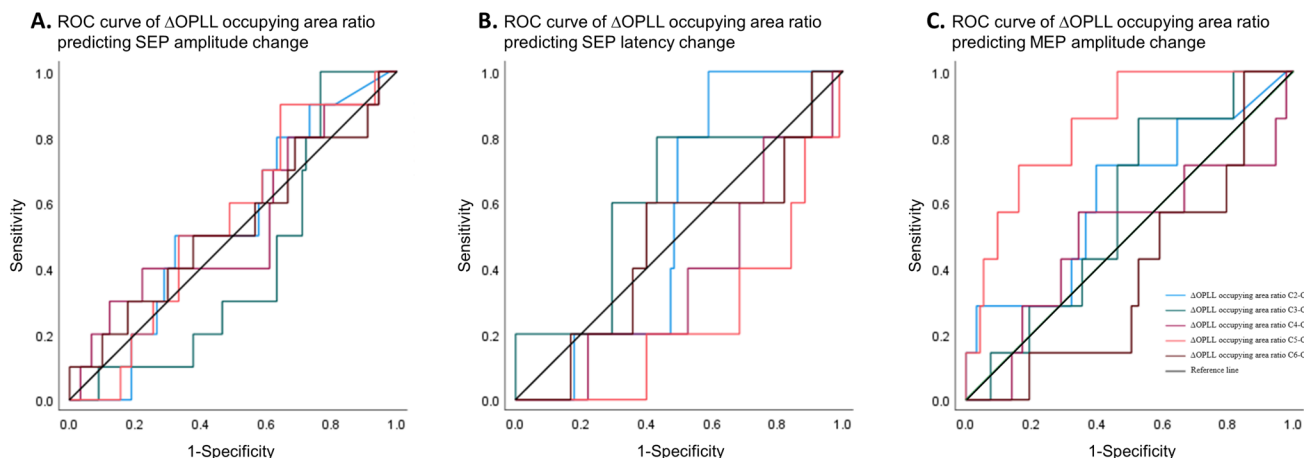 A. ROC curve of ΔOPLL occupying area ratio
predicting SEP amplitude change
1.0
0.8
0.6
0.4
0.2
0.0
Sensitivity
0.0 0.2 0.4 0.6 0.8 1.0
1-Specificity
B. ROC curve of ΔOPLL occupying area ratio
predicting SEP latency change
1.0
0.8
0.6
0.4
0.2
0.0
Sensitivity
0.0 0.2 0.4 0.6 0.8 1.0
1-Specificity
C. ROC curve of ΔOPLL occupying area ratio
predicting MEP amplitude change
1.0
0.8
0.6
0.4
0.2
0.0
Sensitivity
0.0 0.2 0.4 0.6 0.8 1.0
1-Specificity
ΔOPLL occupying area ratio C2-C
ΔOPLL occupying area ratio C3-C
ΔOPLL occupying area ratio C4-C
ΔOPLL occupying area ratio C5-C
ΔOPLL occupying area ratio C6-C
Reference line